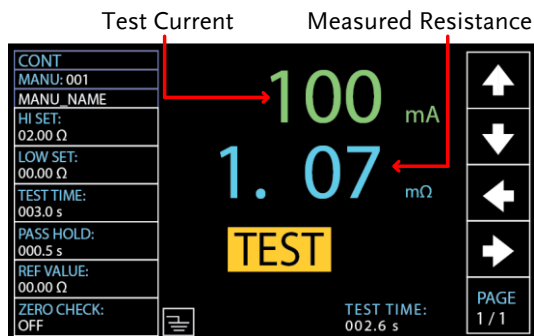 Test Current
Measured Resistance
CONT
MANU: 001
MANU_NAME
HI SET:
02.00 Ω
LOW SET:
00.00 Ω
TEST TIME:
003.0 s
PASS HOLD:
000.5 s
REF VALUE:
00.00 Ω
ZERO CHECK:
OFF
100 mA
1. 07 mΩ
TEST
TEST TIME:
002.6 s
PAGE
1 / 1